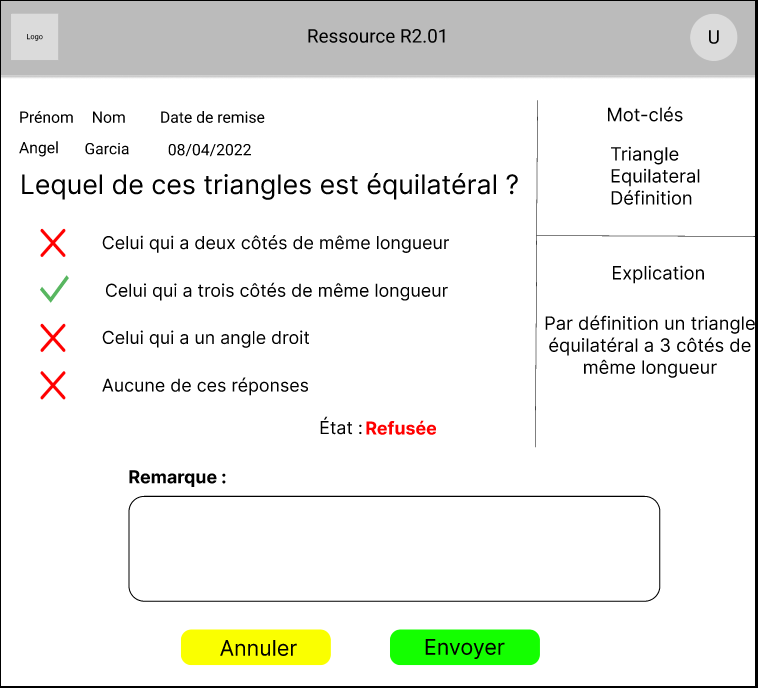 Logo
Ressource R2.01
U
Prénom Nom Date de remise
Angel Garcia 08/04/2022
Lequel de ces triangles est équilatéral ?
Celui qui a deux côtés de même longueur
Celui qui a trois côtés de même longueur
Celui qui a un angle droit
Aucune de ces réponses
État : Refusée
Mot-clés
Triangle
Equilateral
Définition
Explication
Par définition un triangle
équilatéral a 3 côtés de
même longueur
Remarque :
Annuler
Envoyer